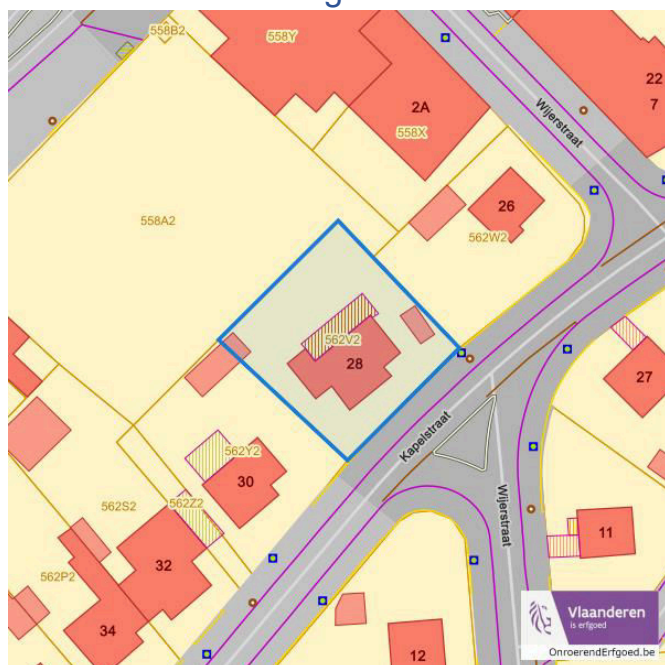 558B2
558Y
22
7
2A
558X
Wijerstraat
558A2
26
562W2
562V2
28
27
Kapelstraat
562Y2
30
Wijerstraat
562S2
562Z2
11
32
562P2
34
12
Vlaanderen
is erfgoed
OnroerendErfgoed.be